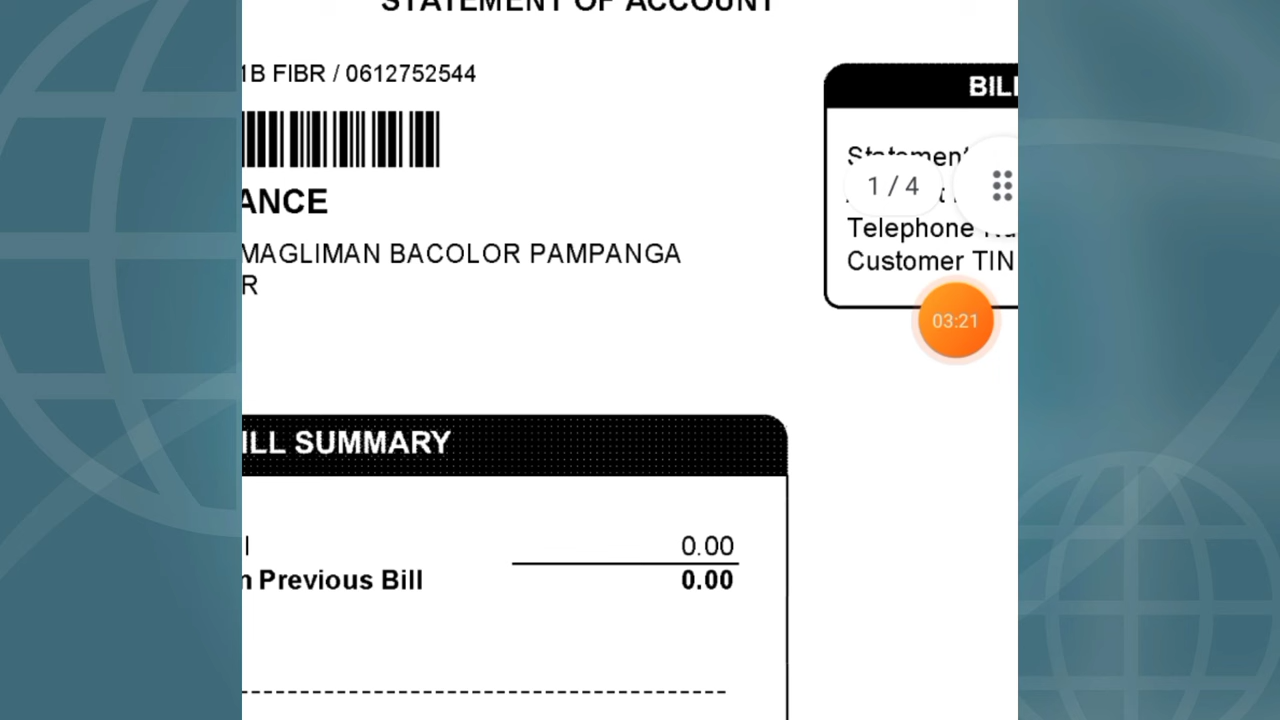 STATEMENT OF ACCOUNT
1B FIBR / 0612752544
ANCE
MAGLIMAN BACOLOR PAMPANGA
R
BILL
Statement
1 / 4
Telephone
Customer TIN
03:21
ILL SUMMARY
0.00
n Previous Bill 0.00